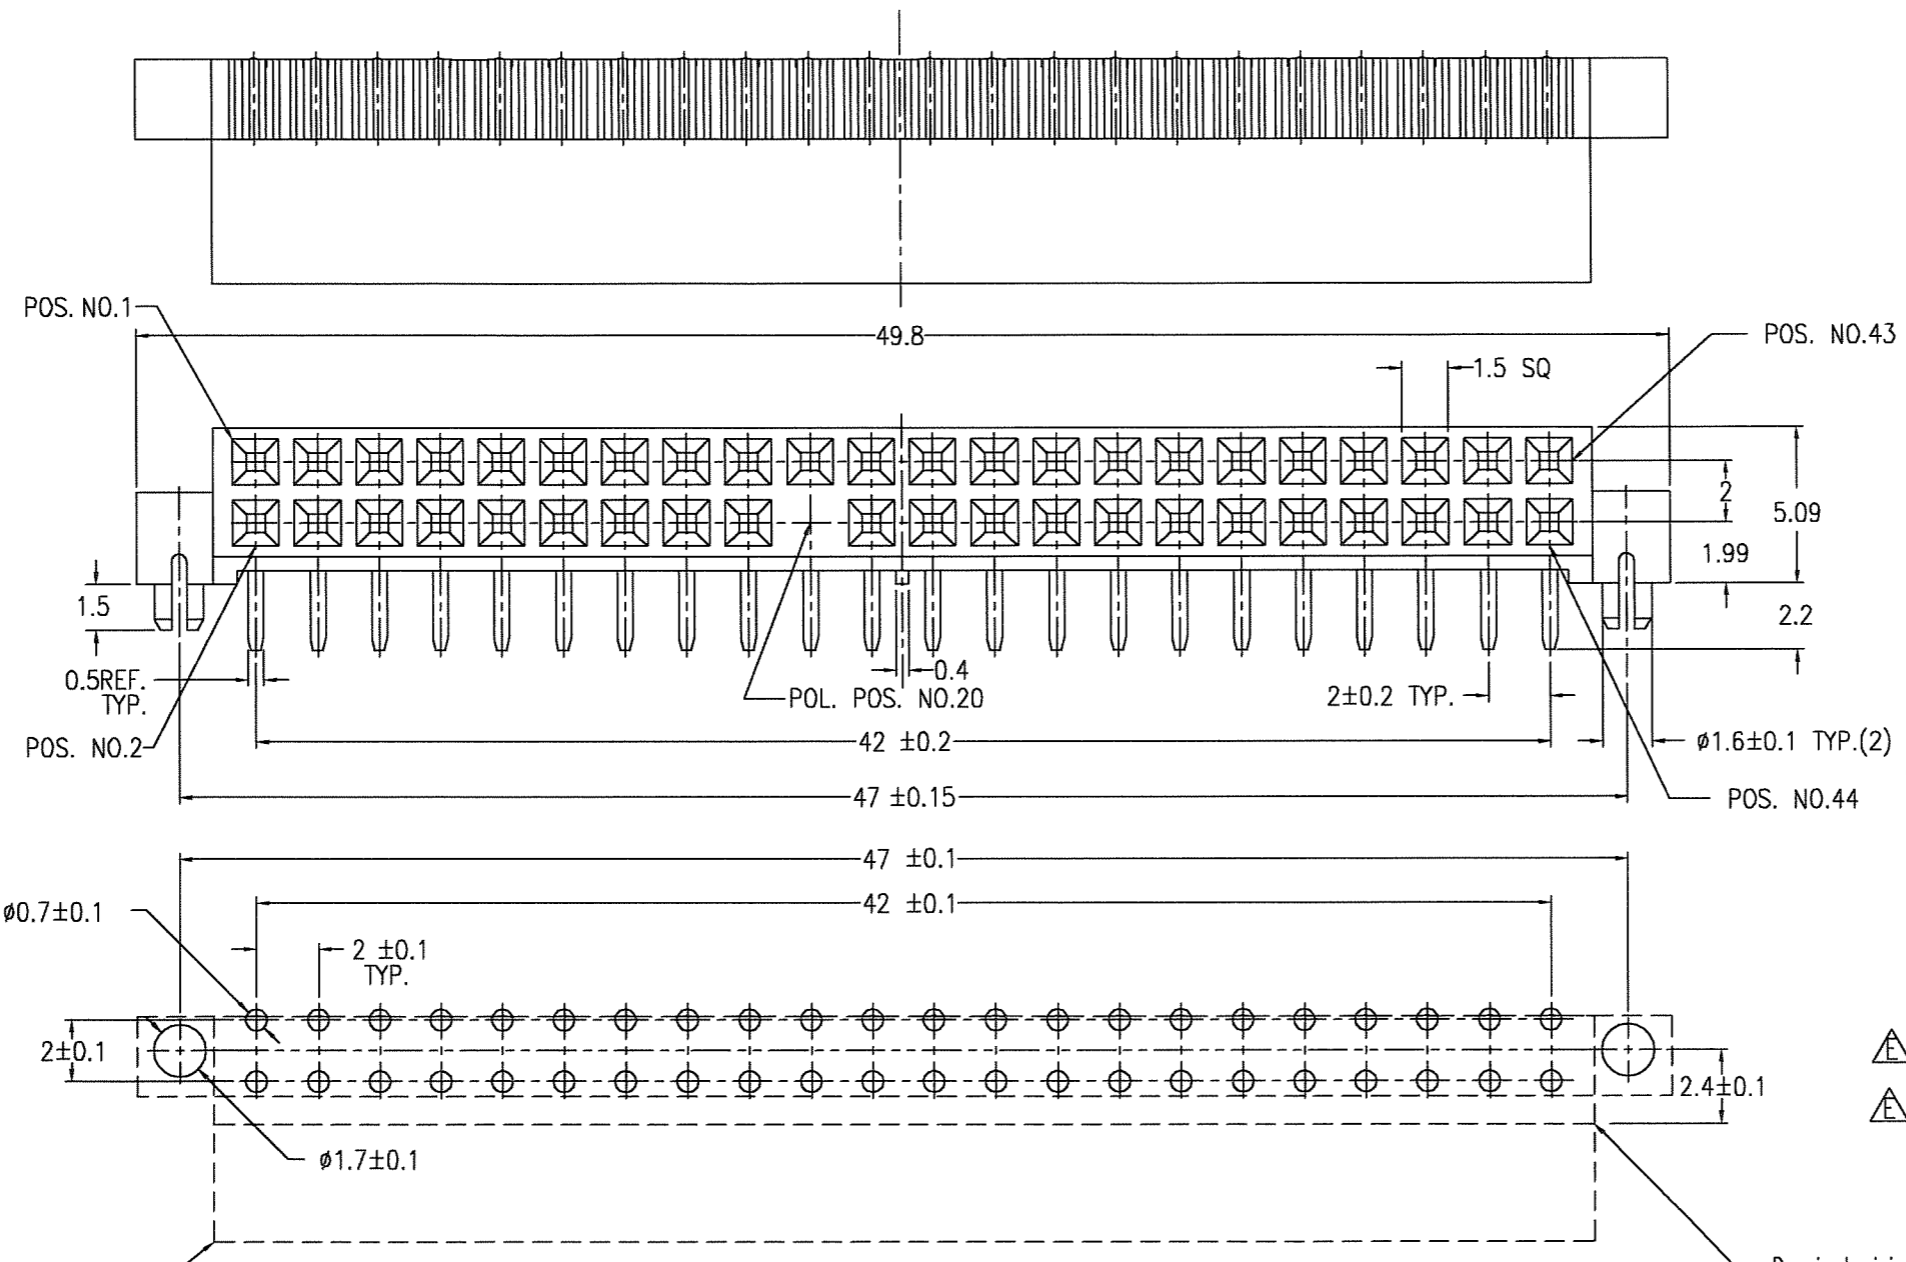 POS. NO.1
49.8
POS. NO.43
1.5 SQ
2
5.09
1.99
1.5
2.2
0.5REF.
TYP.
0.4
POL. POS. NO.20
2±0.2 TYP.
POS. NO.2
42 ±0.2
ø1.6±0.1 TYP.(2)
47 ±0.15
POS. NO.44
47 ±0.1
42 ±0.1
ø0.7±0.1
2 ±0.1
TYP.
2±0.1
E
2.4±0.1
E
ø1.7±0.1